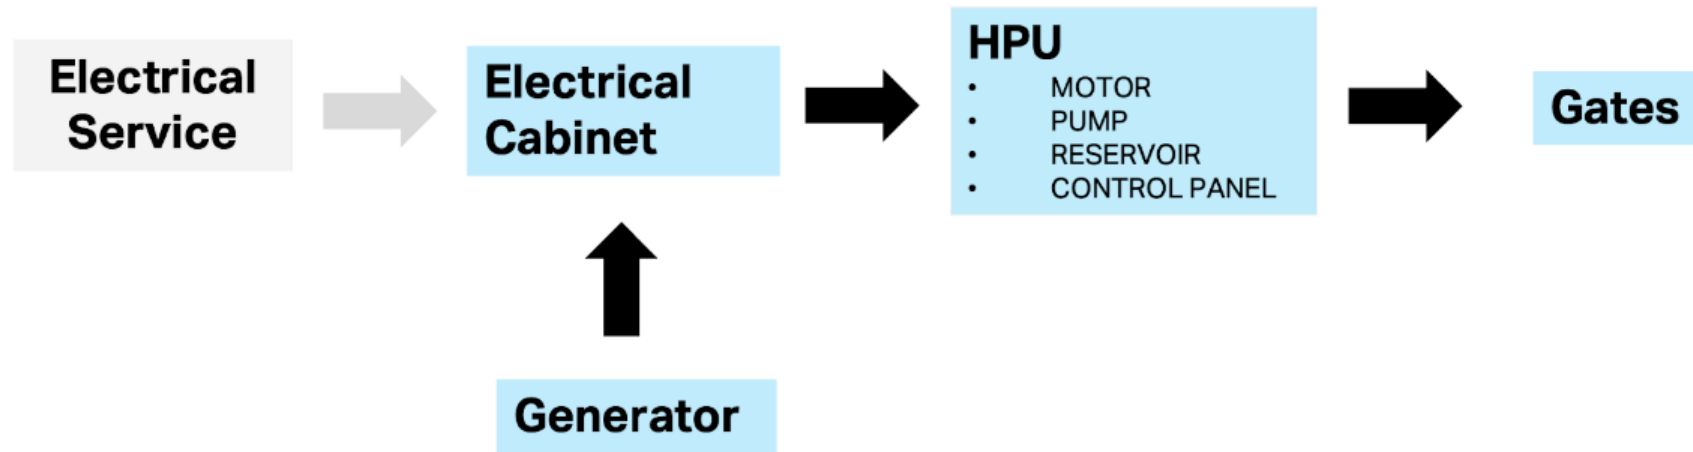 Electrical
Service
Electrical
Cabinet
HPU
• MOTOR
• PUMP
• RESERVOIR
• CONTROL PANEL
Gates
Generator